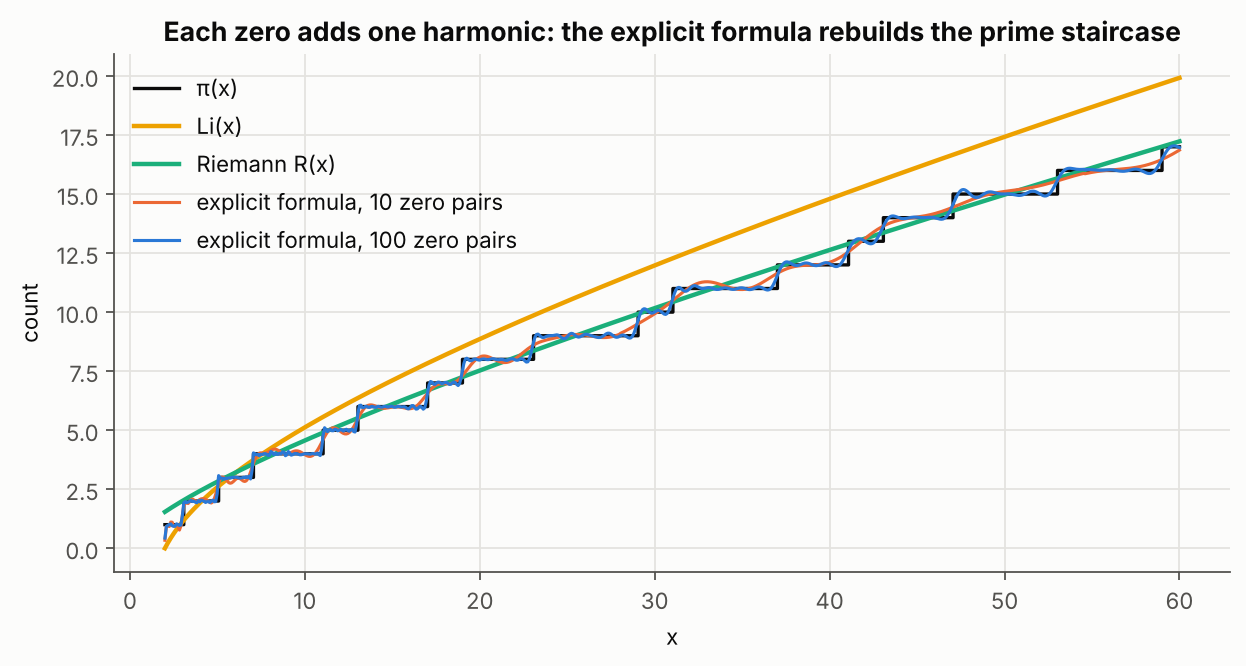 Each zero adds one harmonic: the explicit formula rebuilds the prime staircase
π(x)
Li(x)
Riemann R(x)
explicit formula, 10 zero pairs
explicit formula, 100 zero pairs
count
20.0
17.5
15.0
12.5
10.0
7.5
5.0
2.5
0.0
0 10 20 30 40 50 60
x